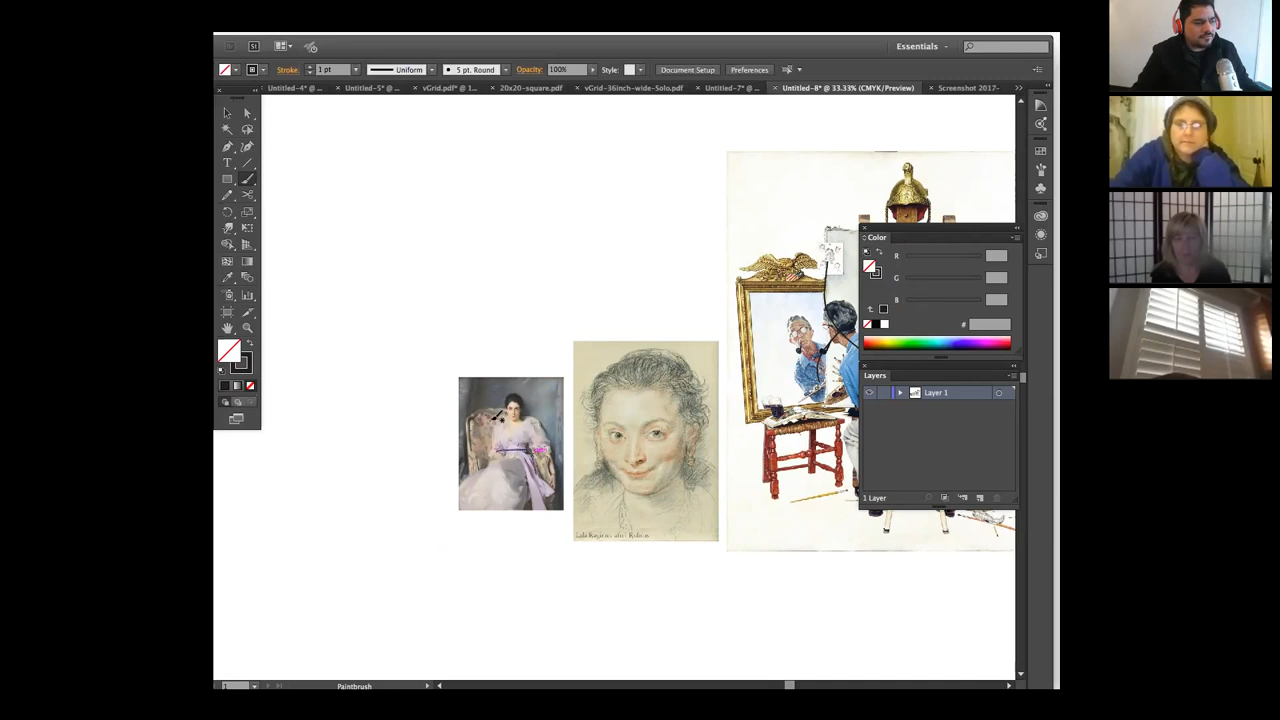 St
Essentials
Stroke:
1 pt
Uniform
5 pt. Round
Opacity:
100%
Style:
Document Setup
Preferences
Untitled-4* @ ...
Untitled-5* @ ...
vGrid.pdf* @ 1...
20x20-square.pdf
vGrid-36inch-wide-Solo.pdf
Untitled-7* @ ...
Untitled-8* @ 33.33% (CMYK/Preview)
Screenshot 2017-
Color
R
G
B
#
Layers
Layer 1
1 Layer
1
Paintbrush